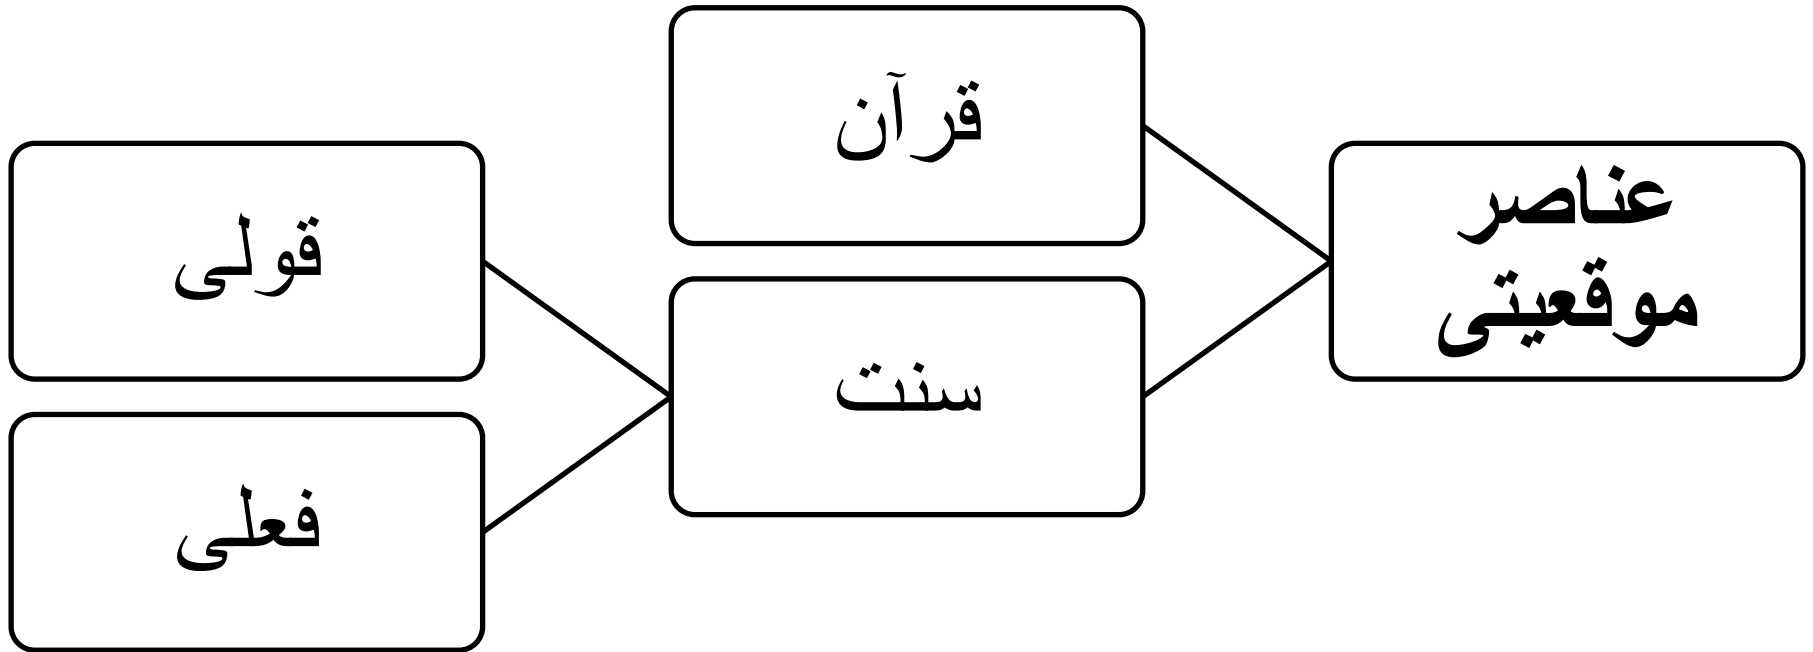 عناصر
موقعیتی
قرآن
سنت
قولی
فعلی